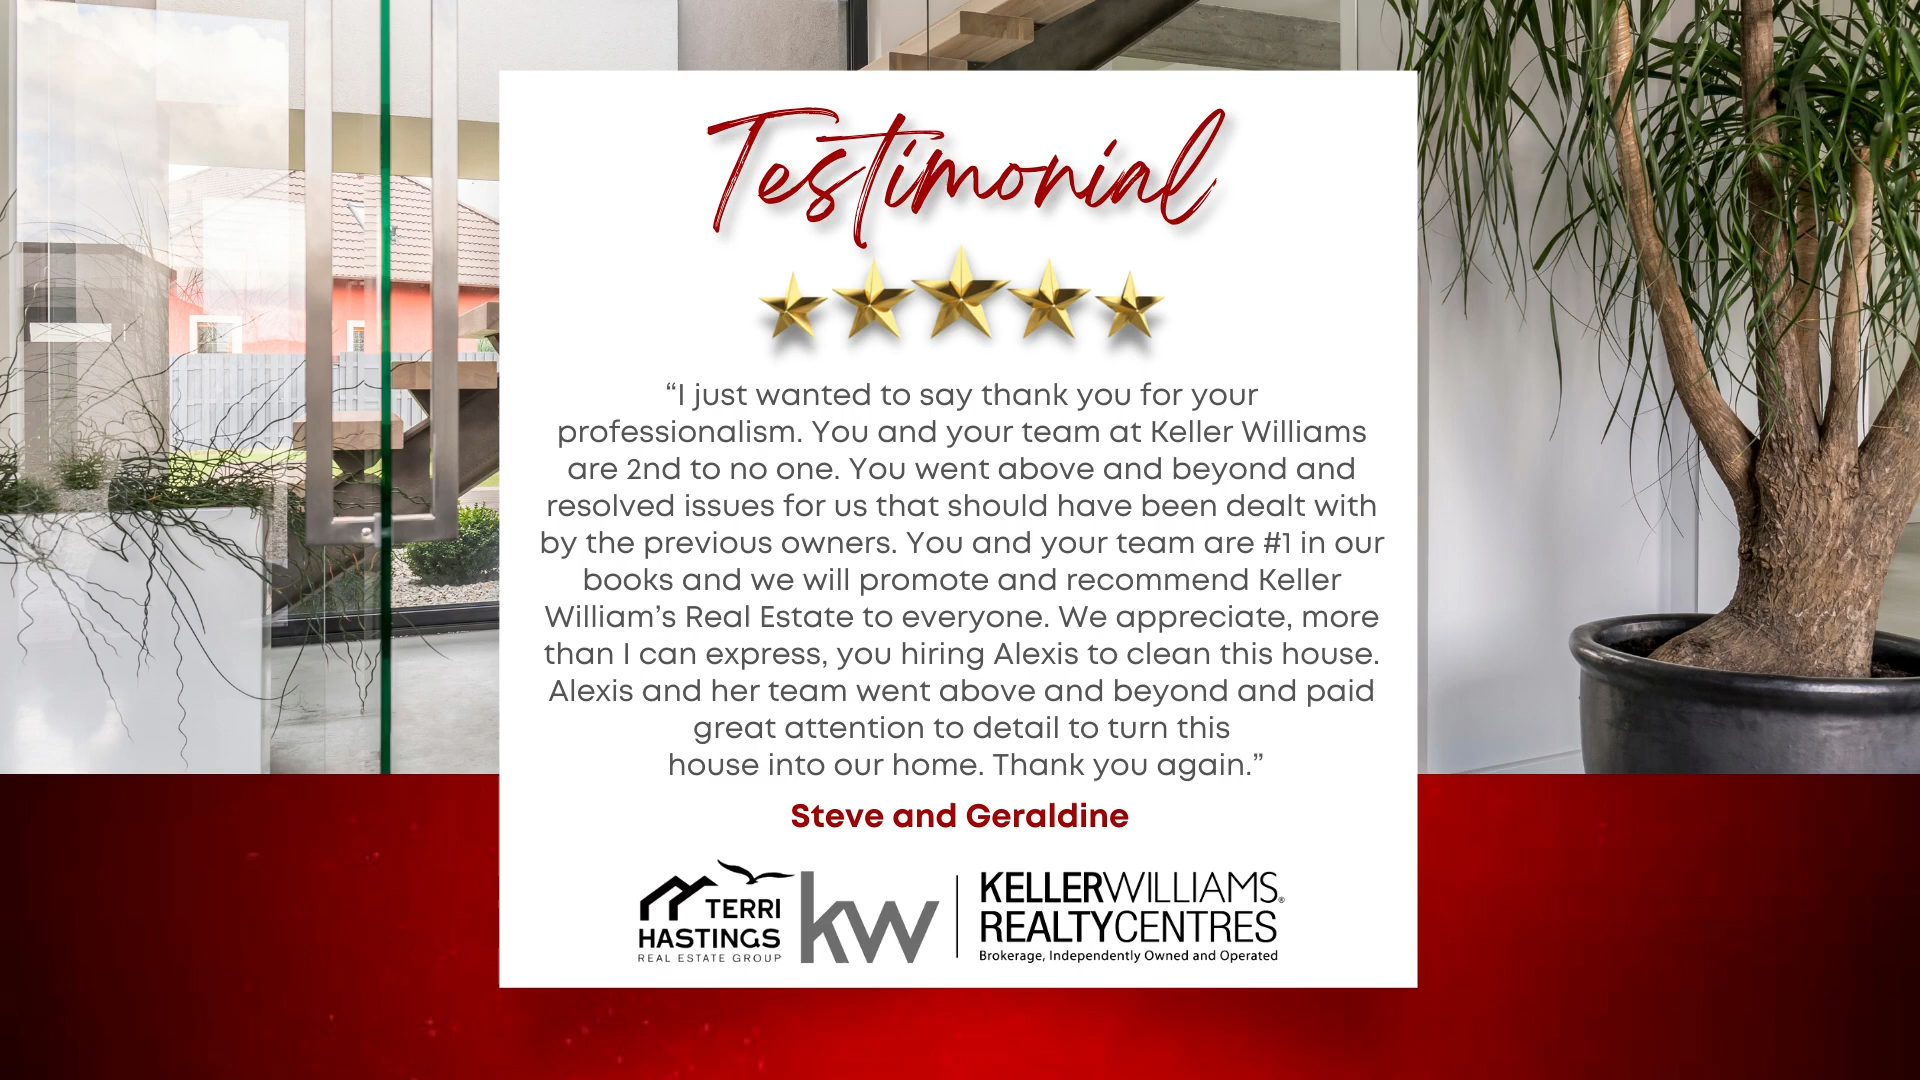 Testimonial
“I just wanted to say thank you for your
professionalism. You and your team at Keller Williams
are 2nd to no one. You went above and beyond and
resolved issues for us that should have been dealt with
by the previous owners. You and your team are #1 in our
books and we will promote and recommend Keller
William’s Real Estate to everyone. We appreciate, more
than I can express, you hiring Alexis to clean this house.
Alexis and her team went above and beyond and paid
great attention to detail to turn this
house into our home. Thank you again.”
Steve and Geraldine
TERRI
HASTINGS
REAL ESTATE GROUP
kw
KELLERWILLIAMS®
REALTYCENTRES
Brokerage, Independently Owned and Operated